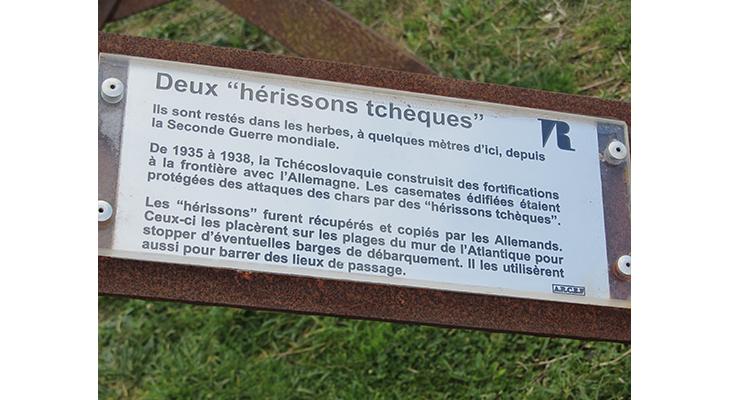 Deux “hérissons tchèques”
Ils sont restés dans les herbes, à quelques mètres d'ici, depuis
la Seconde Guerre mondiale.
De 1935 à 1938, la Tchécoslovaquie construisit des fortifications
à la frontière avec l'Allemagne. Les casemates édifiées étaient
protégées des attaques des chars par des “hérissons tchèques”.
Les “hérissons” furent récupérés et copiés par les Allemands.
Ceux-ci les placèrent sur les plages du mur de l'Atlantique pour
stopper d'éventuelles barges de débarquement. Il les utilisèrent
aussi pour barrer des lieux de passage.